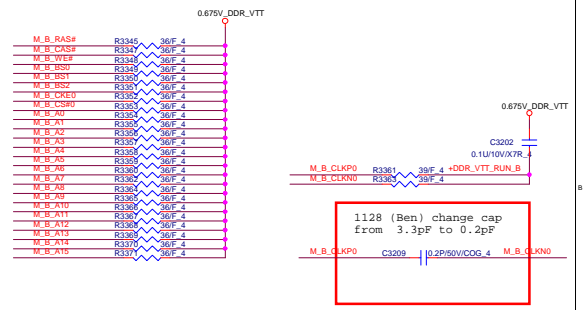 0.675V_DDR_VTT
M_B_RAS# R3345 36/F_4
M_B_CAS# R3347 36/F_4
M_B_WE# R3348 36/F_4
M_B_BS0 R3349 36/F_4
M_B_BS1 R3350 36/F_4
M_B_BS2 R3351 36/F_4
M_B_CKE0 R3352 36/F_4
M_B_CS#0 R3353 36/F_4
M_B_A0 R3354 36/F_4
M_B_A1 R3355 36/F_4
M_B_A2 R3356 36/F_4
M_B_A3 R3357 36/F_4
M_B_A4 R3358 36/F_4
M_B_A5 R3359 36/F_4
M_B_A6 R3360 36/F_4
M_B_A7 R3362 36/F_4
M_B_A8 R3364 36/F_4
M_B_A9 R3365 36/F_4
M_B_A10 R3366 36/F_4
M_B_A11 R3367 36/F_4
M_B_A12 R3368 36/F_4
M_B_A13 R3369 36/F_4
M_B_A14 R3370 36/F_4
M_B_A15 R3371 36/F_4
0.675V_DDR_VTT
C3202
0.1U/10V/X7R_4
M_B_CLKP0 R3361 39/F_4 +DDR_VTT_RUN_B
M_B_CLKN0 R3363 39/F_4
B
1128 (Ben) change cap
from 3.3pF to 0.2pF
M_B_CLKP0 C3209 0.2P/50V/COG_4 M_B_CLKN0